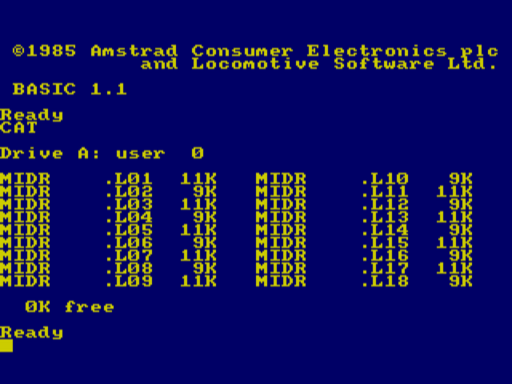 ©1985 Amstrad Consumer Electronics plc
and Locomotive Software Ltd.
BASIC 1.1
Ready
CAT
Drive A: user 0
MIDR .L01 11K MIDR .L10 9K
MIDR .L02 9K MIDR .L11 11K
MIDR .L03 11K MIDR .L12 9K
MIDR .L04 9K MIDR .L13 11K
MIDR .L05 11K MIDR .L14 9K
MIDR .L06 9K MIDR .L15 11K
MIDR .L07 11K MIDR .L16 9K
MIDR .L08 9K MIDR .L17 11K
MIDR .L09 11K MIDR .L18 9K
0K free
Ready